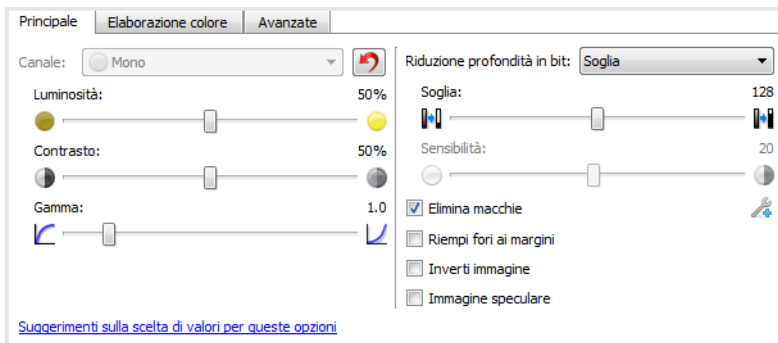 Principale Elaborazione colore Avanzate
Canale: Mono
Luminosità: 50%
Contrasto: 50%
Gamma: 1.0
Riduzione profondità in bit: Soglia
Soglia: 128
Sensibilità: 20
Elimina macchie
Riempi fori ai margini
Inverti immagine
Immagine speculare
Suggerimenti sulla scelta di valori per queste opzioni